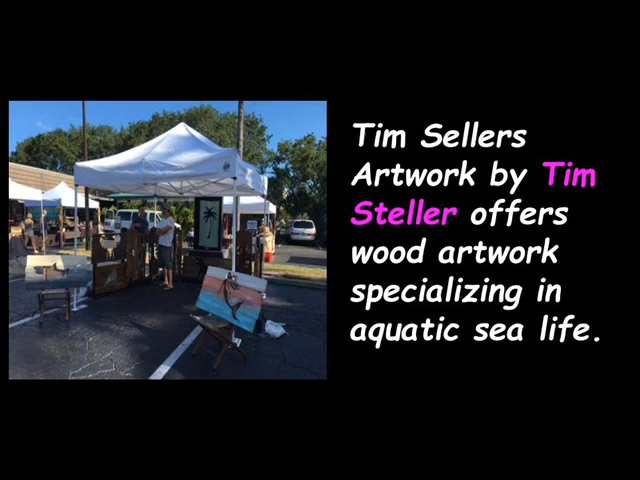 Tim Sellers
Artwork by Tim
Steller offers
wood artwork
specializing in
aquatic sea life.